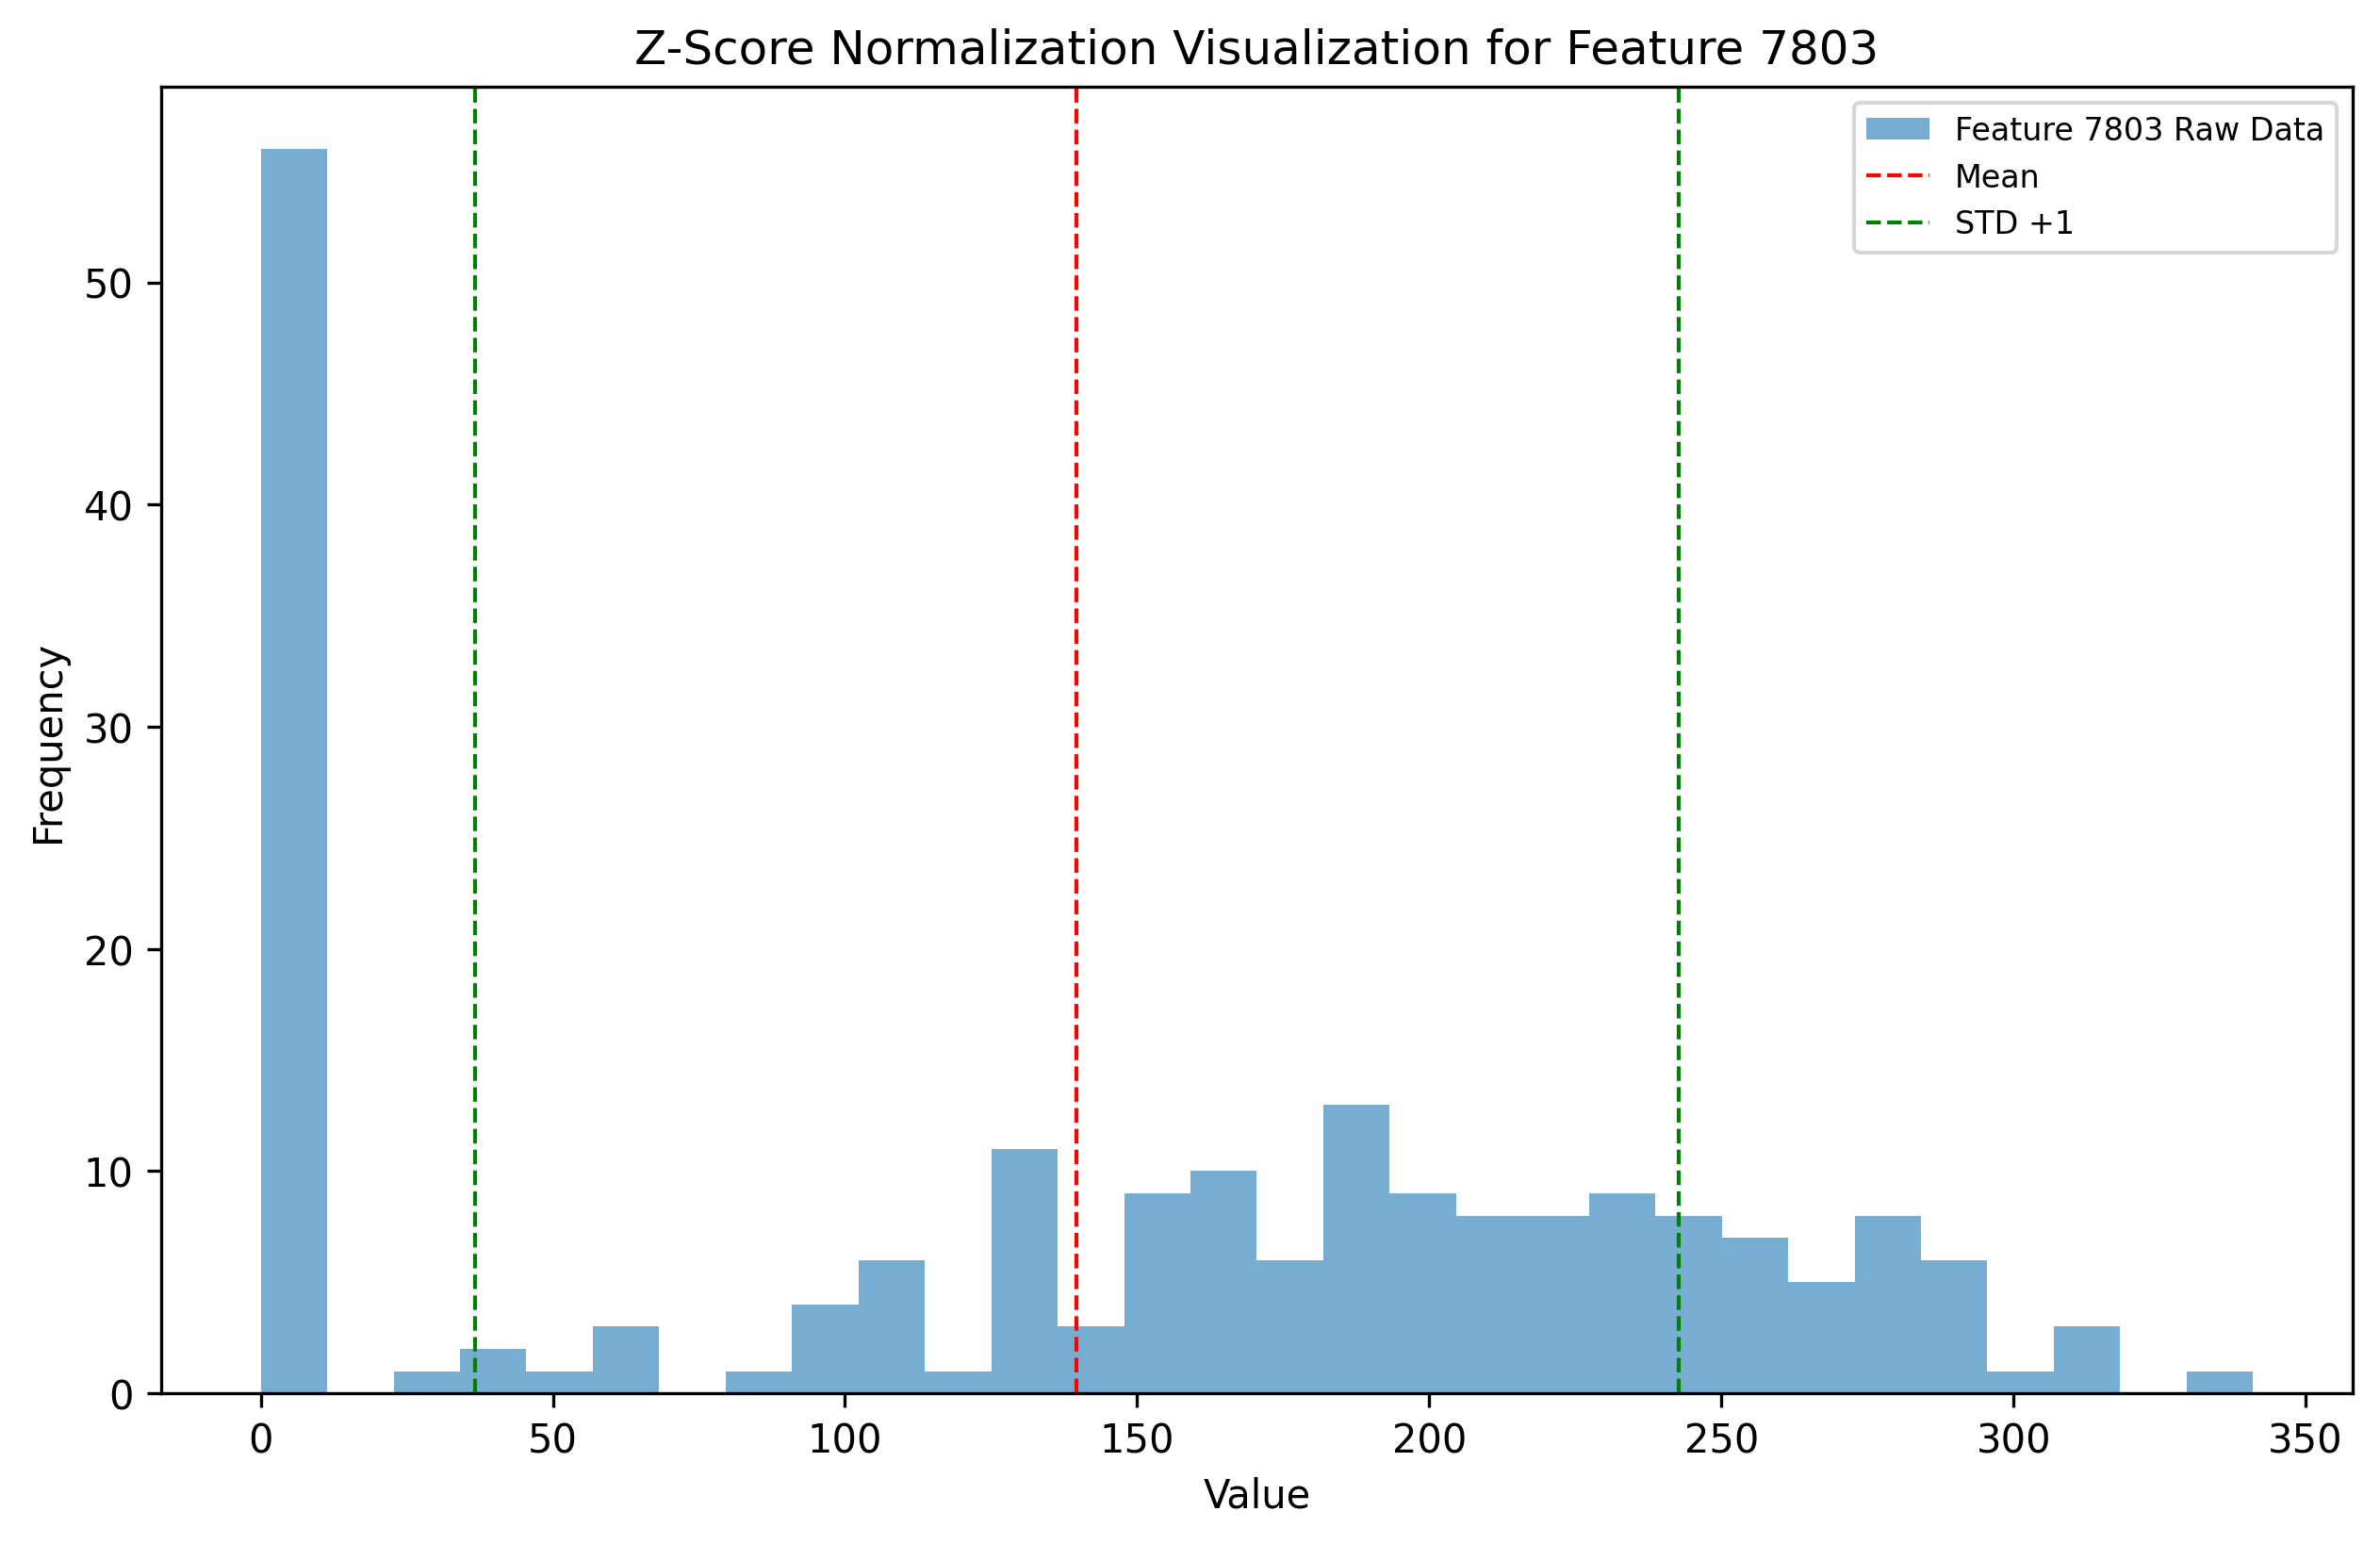 Z-Score Normalization Visualization for Feature 7803
Feature 7803 Raw Data
Mean
STD +1
Frequency
50
40
30
20
10
0
0 50 100 150 200 250 300 350
Value